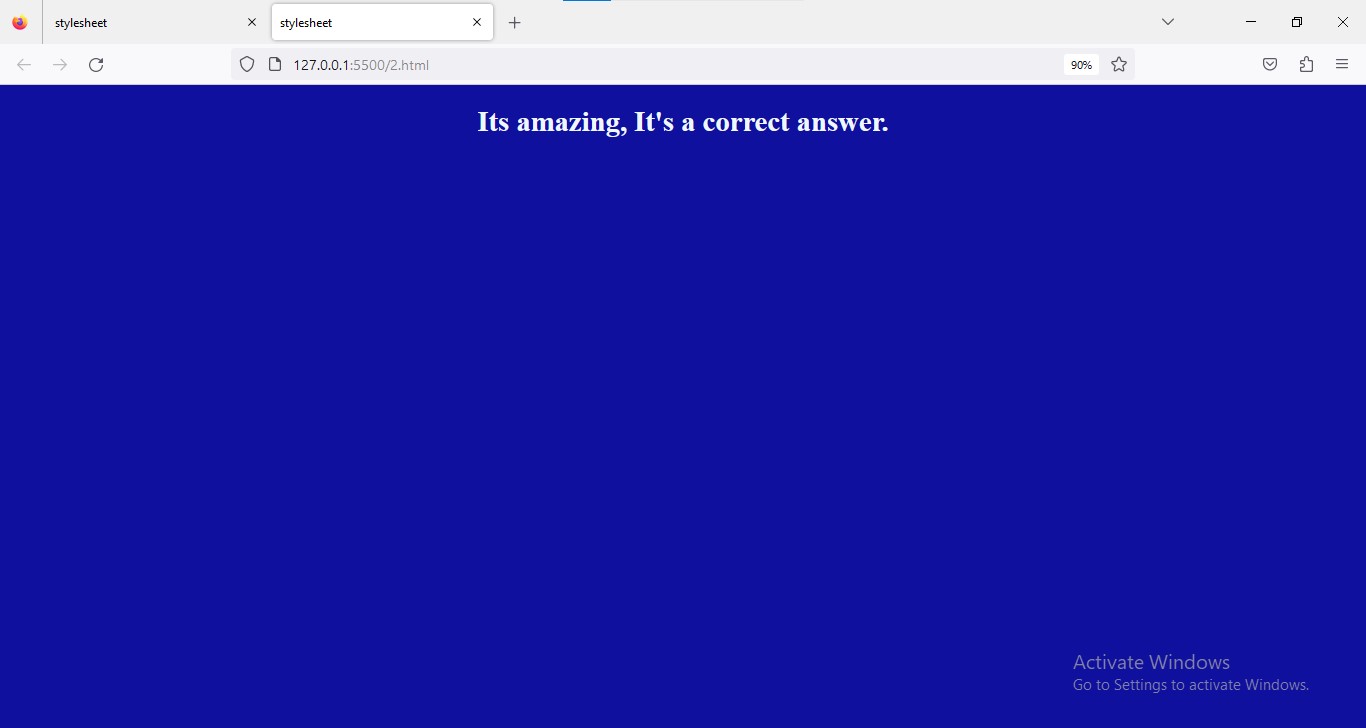 stylesheet
stylesheet
127.0.0.1:5500/2.html
90%
Its amazing, It's a correct answer.
Activate Windows
Go to Settings to activate Windows.